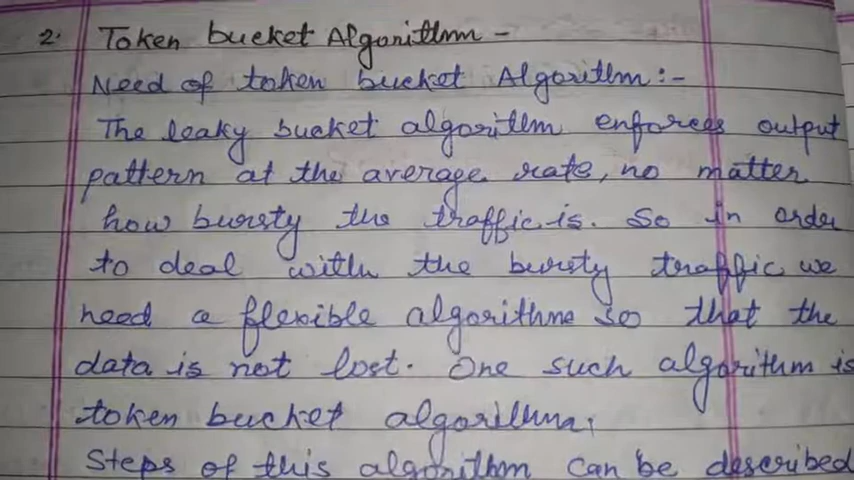 2. Token bucket Algorithm -
Need of token bucket Algorithm :-
The leaky bucket algorithm enforces output
pattern at the average rate, no matter
how bursty the traffic is. So in order
to deal with the bursty traffic we
need a flexible algorithm so that the
data is not lost. One such algorithm is
token bucket algorithm.
Steps of this algorithm can be described